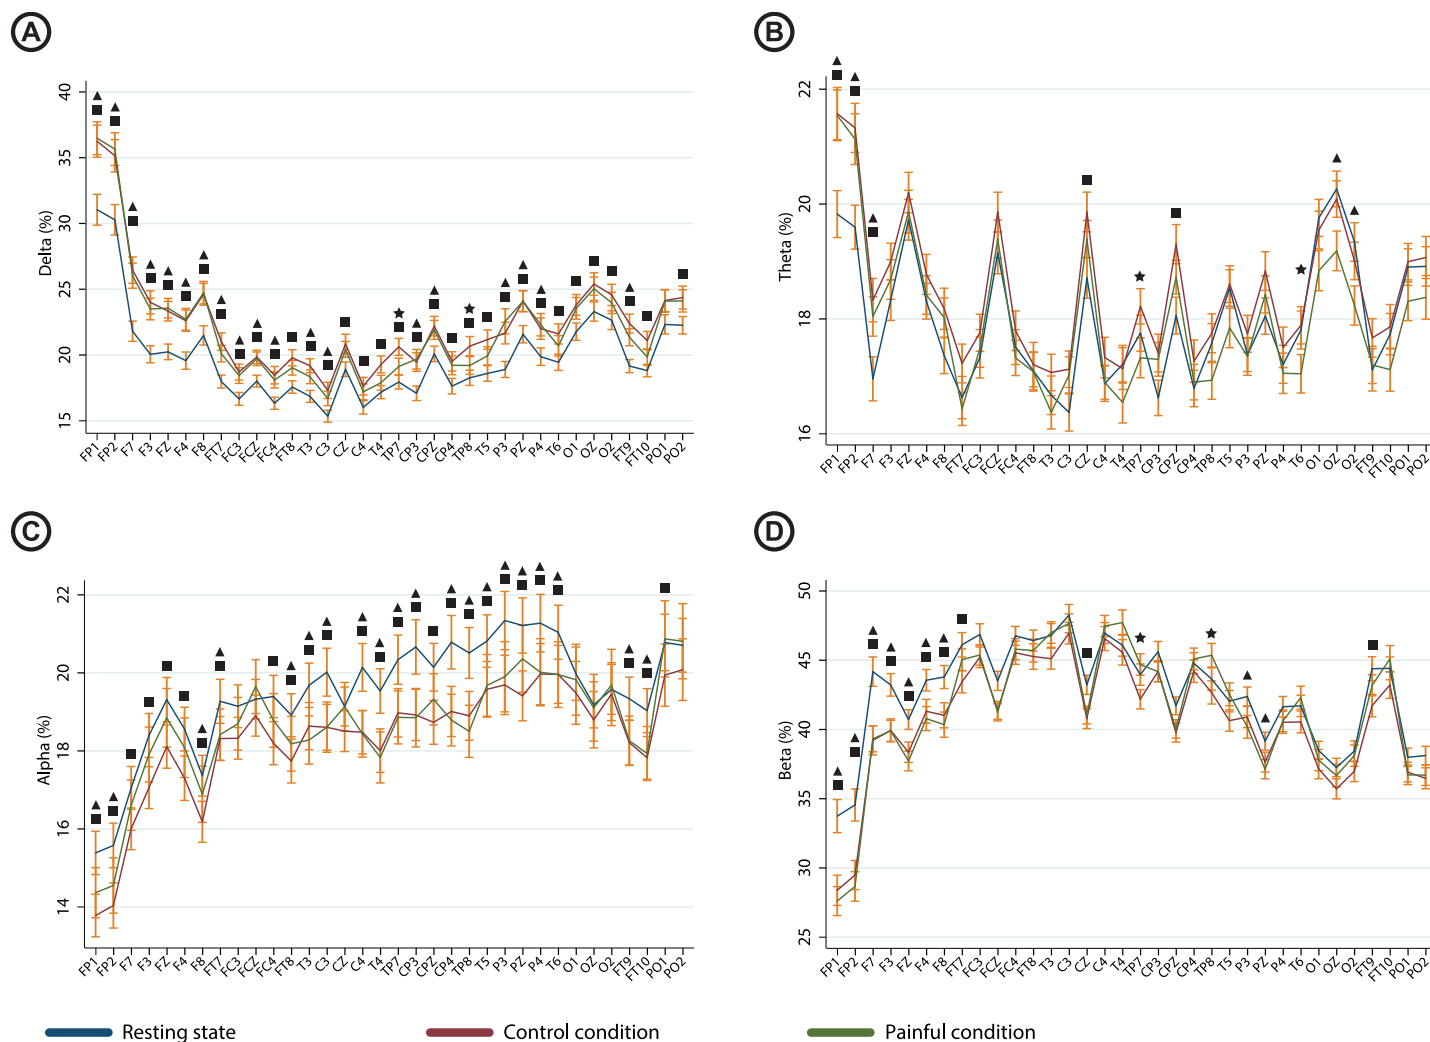 A
Delta (%)
40
35
30
25
20
15
FP1 FP2 F7 F3 FZ F4 F8 FT7 FC3 FCZ FC4 FT8 T3 C3 CZ C4 T4 TP7 CP3 CPZ CP4 TP8 T5 P3 PZ P4 T6 O1 OZ O2 FT9 FT10 PO1 PO2
B
Theta (%)
22
20
18
16
FP1 FP2 F7 F3 FZ F4 F8 FT7 FC3 FCZ FC4 FT8 T3 C3 CZ C4 T4 TP7 CP3 CPZ CP4 TP8 T5 P3 PZ P4 T6 O1 OZ O2 FT9 FT10 PO1 PO2
C
Alpha (%)
22
20
18
16
14
FP1 FP2 F7 F3 FZ F4 F8 FT7 FC3 FCZ FC4 FT8 T3 C3 CZ C4 T4 TP7 CP3 CPZ CP4 TP8 T5 P3 PZ P4 T6 O1 OZ O2 FT9 FT10 PO1 PO2
D
Beta (%)
50
45
40
35
30
25
FP1 FP2 F7 F3 FZ F4 F8 FT7 FC3 FCZ FC4 FT8 T3 C3 CZ C4 T4 TP7 CP3 CPZ CP4 TP8 T5 P3 PZ P4 T6 O1 OZ O2 FT9 FT10 PO1 PO2
Resting state
Control condition
Painful condition